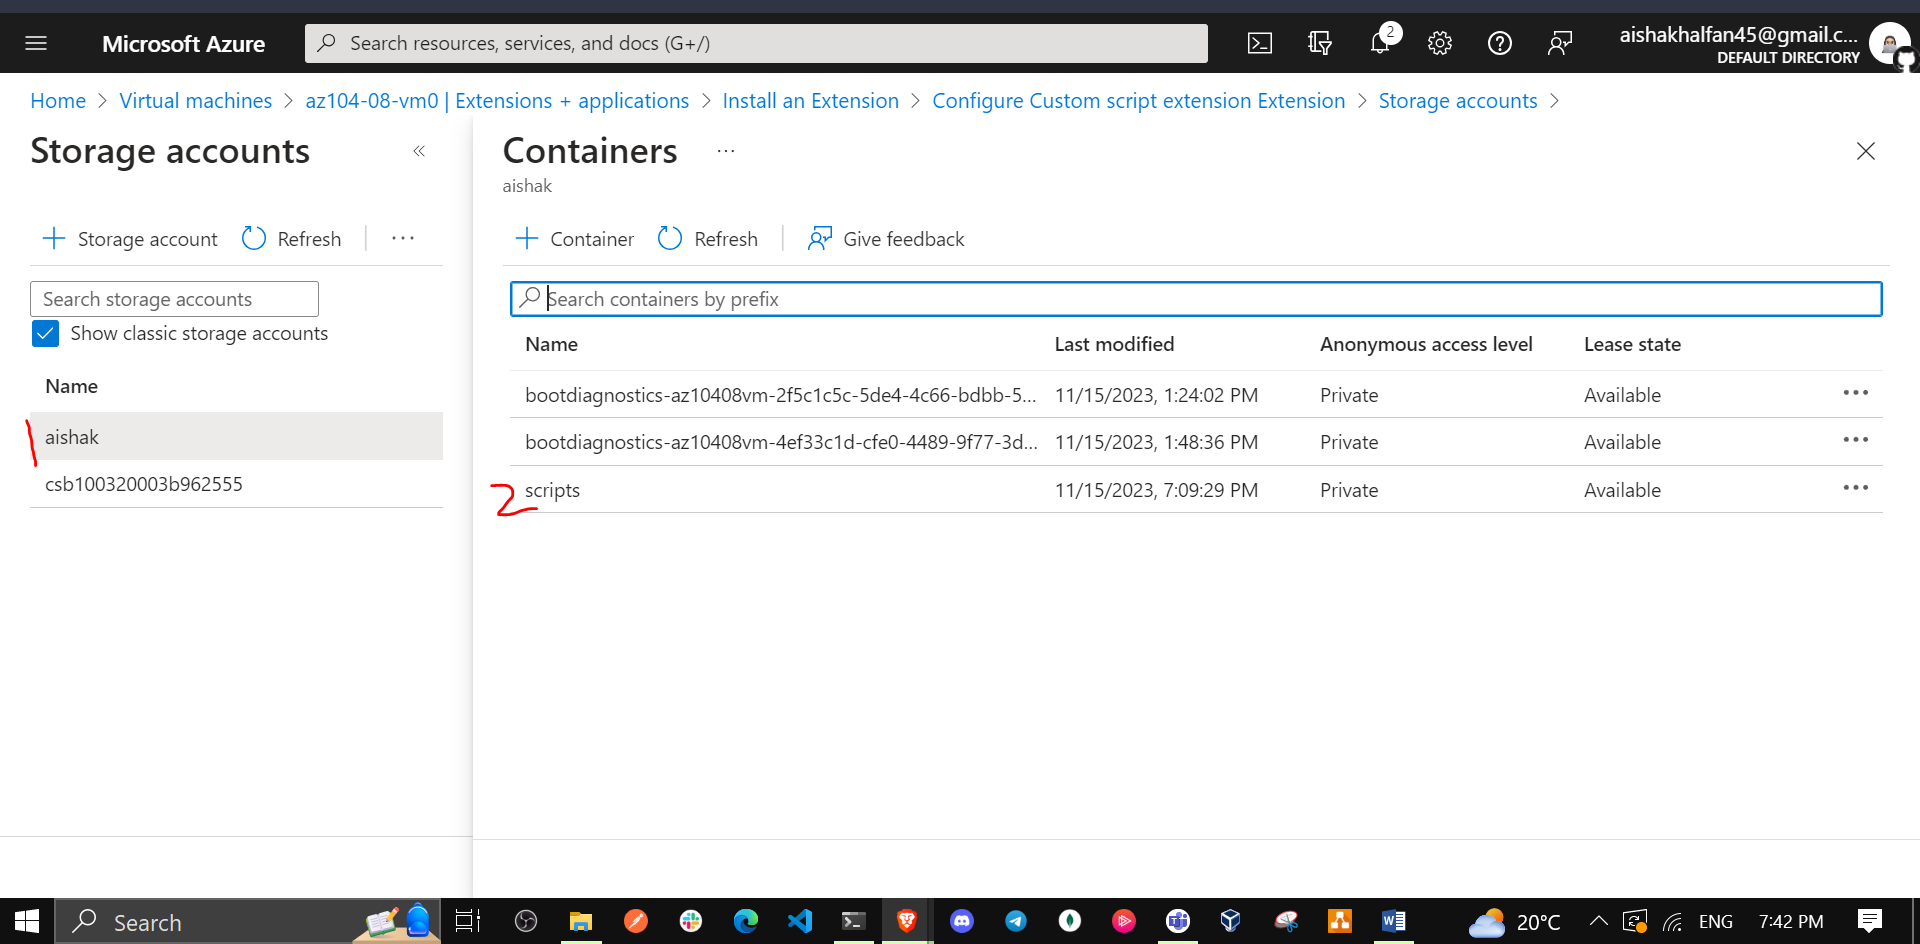 Microsoft Azure
Search resources, services, and docs (G+/)
2
aishakhalfan45@gmail.c...
DEFAULT DIRECTORY
Home > Virtual machines > az104-08-vm0 | Extensions + applications > Install an Extension > Configure Custom script extension Extension > Storage accounts >
Storage accounts «
+ Storage account Refresh ...
Search storage accounts
Show classic storage accounts
Name
aishak
csb100320003b962555
Containers ...
aishak
+ Container Refresh Give feedback
Search containers by prefix
Name Last modified Anonymous access level Lease state
bootdiagnostics-az10408vm-2f5c1c5c-5de4-4c66-bdbb-5... 11/15/2023, 1:24:02 PM Private Available ...
bootdiagnostics-az10408vm-4ef33c1d-cfe0-4489-9f77-3d... 11/15/2023, 1:48:36 PM Private Available ...
2 scripts 11/15/2023, 7:09:29 PM Private Available ...
Search
20°C
ENG
7:42 PM